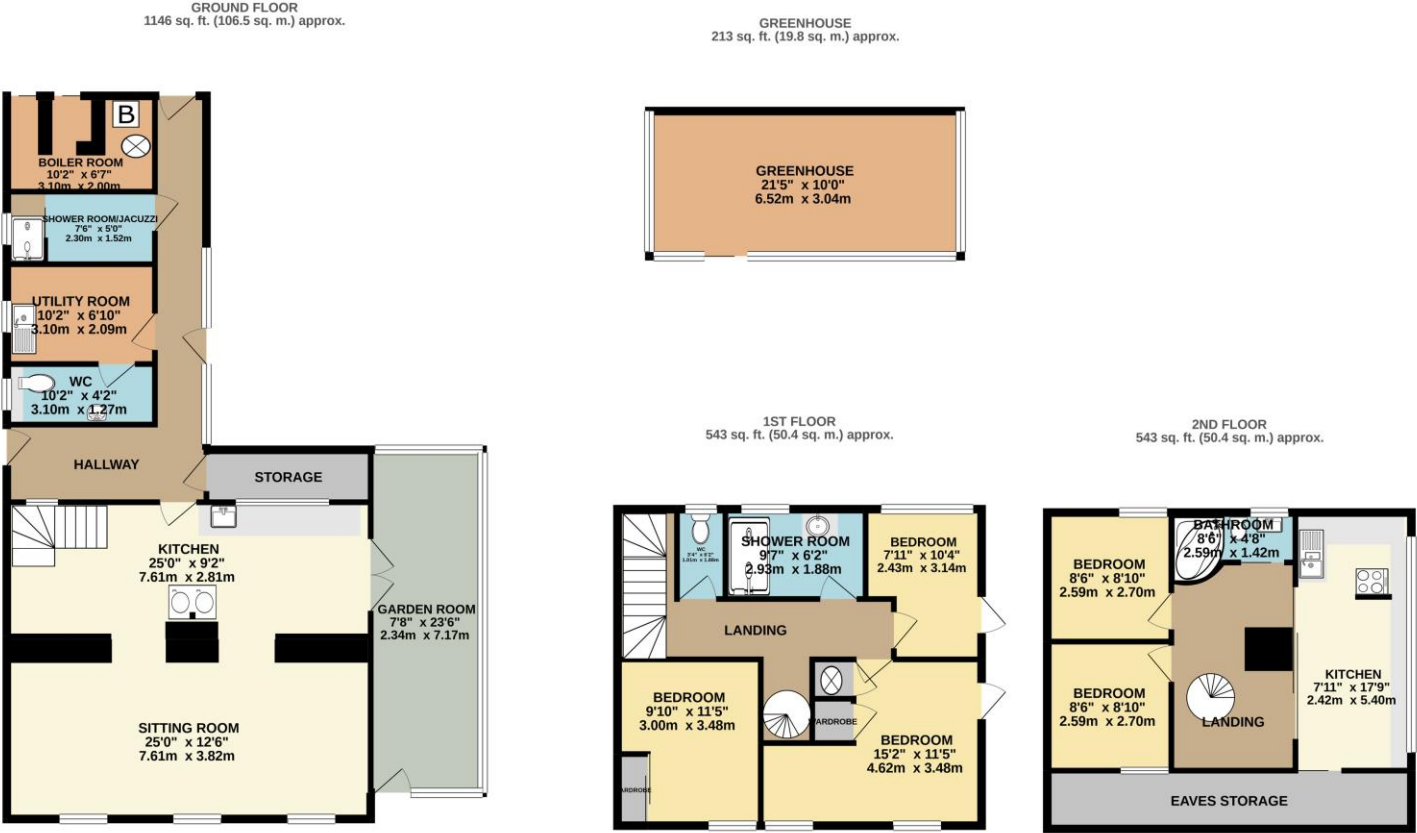 GROUND FLOOR
1146 sq. ft. (106.5 sq. m.) approx.
B
BOILER ROOM
10'2" x 6'7"
3.10m x 2.00m
SHOWER ROOM/JACUZZI
7'6" x 5'0"
2.30m x 1.52m
UTILITY ROOM
10'2" x 6'10"
3.10m x 2.09m
WC
10'2" x 4'2"
3.10m x 1.27m
HALLWAY
STORAGE
KITCHEN
25'0" x 9'2"
7.61m x 2.81m
GARDEN ROOM
7'8" x 23'6"
2.34m x 7.17m
SITTING ROOM
25'0" x 12'6"
7.61m x 3.82m
GREENHOUSE
213 sq. ft. (19.8 sq. m.) approx.
GREENHOUSE
21'5" x 10'0"
6.52m x 3.04m
1ST FLOOR
543 sq. ft. (50.4 sq. m.) approx.
WC
3'4" x 6'2"
1.01m x 1.88m
SHOWER ROOM
9'7" x 6'2"
2.93m x 1.88m
BEDROOM
7'11" x 10'4"
2.43m x 3.14m
LANDING
BEDROOM
9'10" x 11'5"
3.00m x 3.48m
WARDROBE
WARDROBE
BEDROOM
15'2" x 11'5"
4.62m x 3.48m
2ND FLOOR
543 sq. ft. (50.4 sq. m.) approx.
BATHROOM
8'6" x 4'8"
2.59m x 1.42m
BEDROOM
8'6" x 8'10"
2.59m x 2.70m
BEDROOM
8'6" x 8'10"
2.59m x 2.70m
LANDING
KITCHEN
7'11" x 17'9"
2.42m x 5.40m
EAVES STORAGE